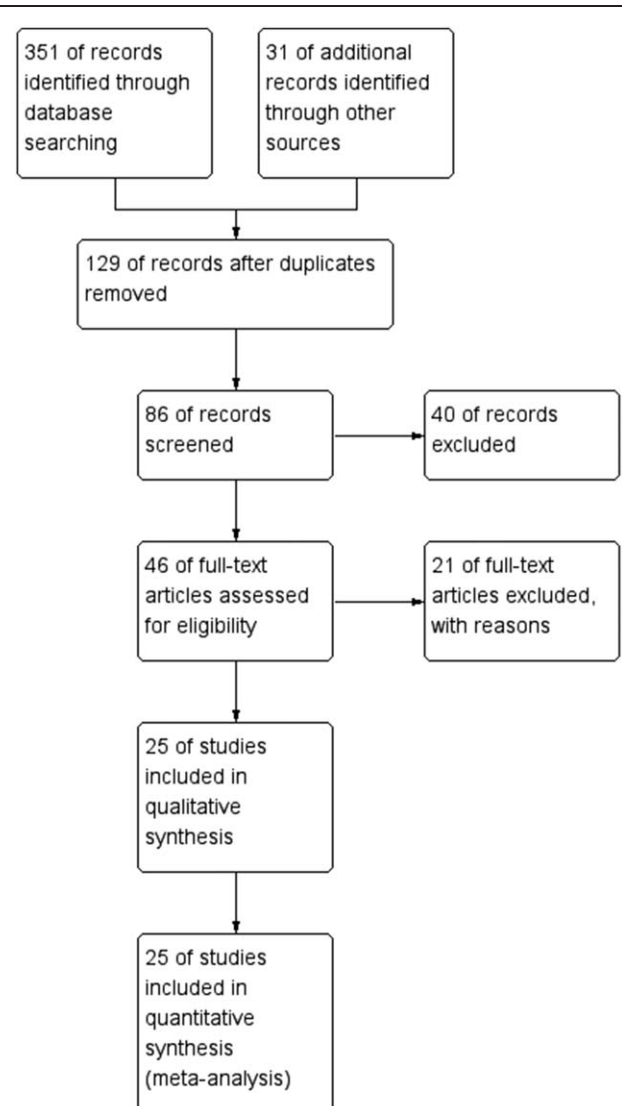 351 of records
identified through
database
searching
31 of additional
records identified
through other
sources
129 of records after duplicates
removed
86 of records
screened
40 of records
excluded
46 of full-text
articles assessed
for eligibility
21 of full-text
articles excluded,
with reasons
25 of studies
included in
qualitative
synthesis
25 of studies
included in
quantitative
synthesis
(meta-analysis)